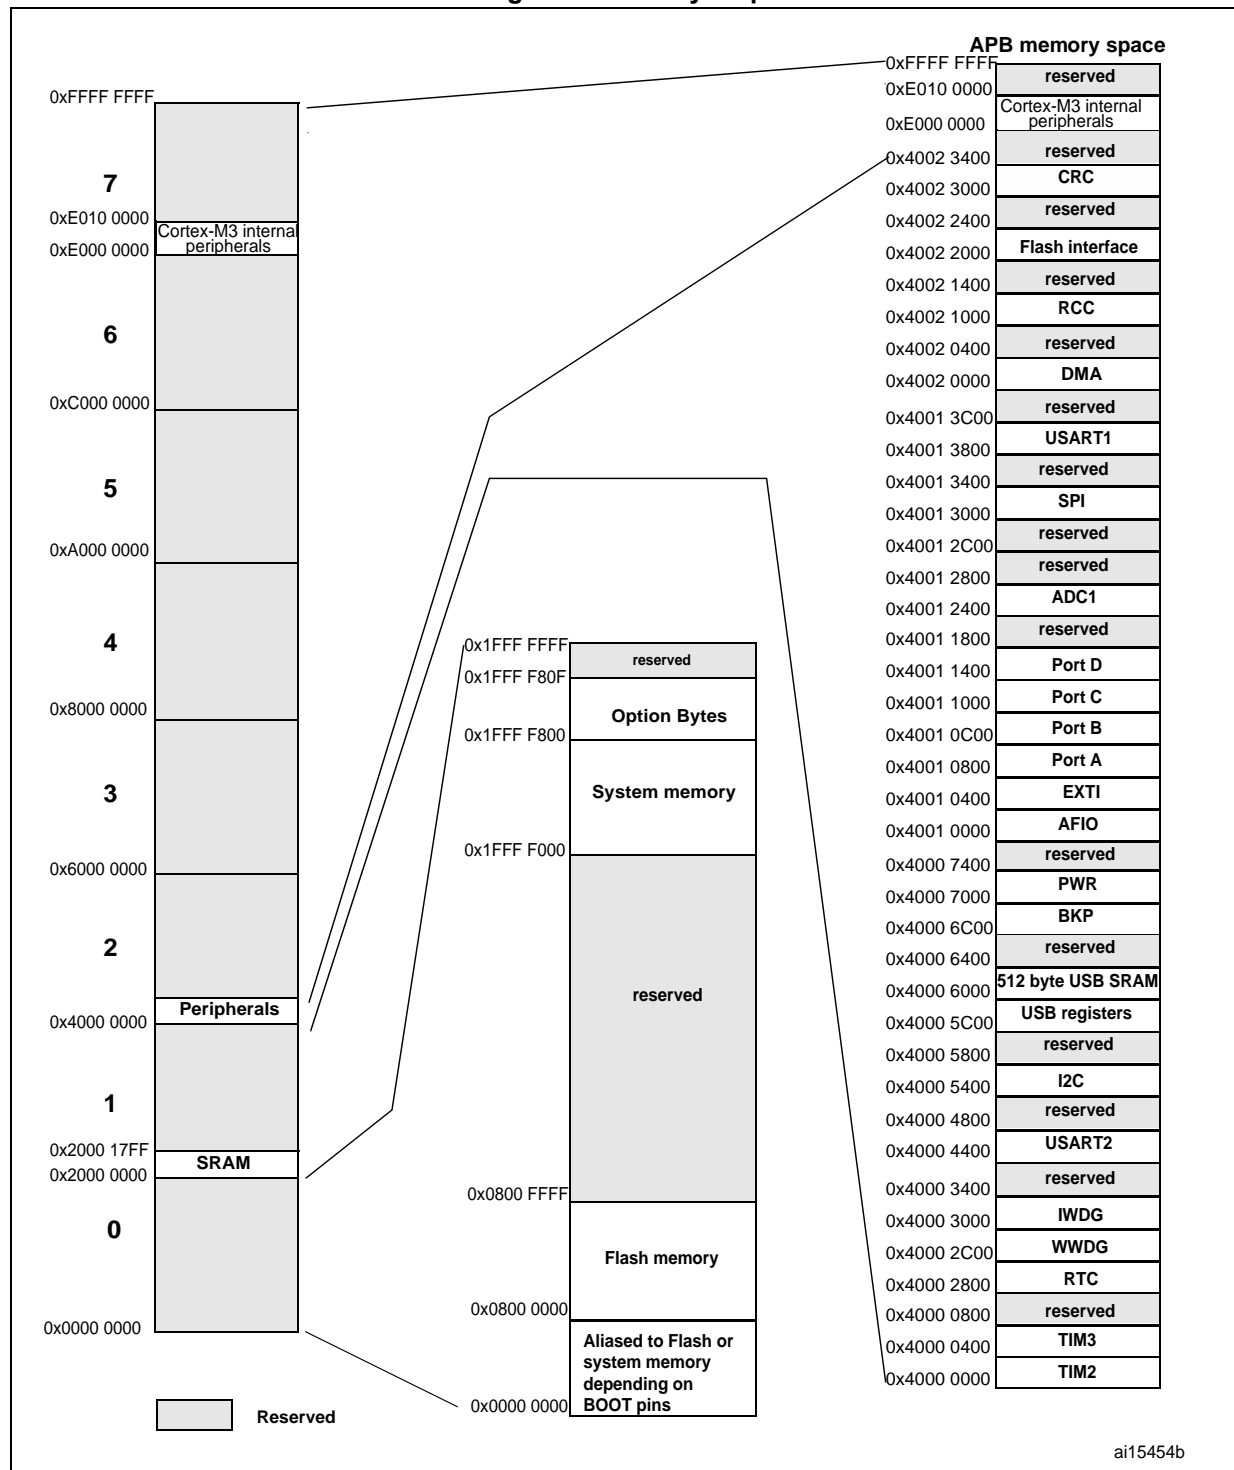 APB memory space
0xFFFF FFFF
7
0xE010 0000
Cortex-M3 internal
peripherals
0xE000 0000
6
0xC000 0000
5
0xA000 0000
4
0x8000 0000
3
0x6000 0000
2
Peripherals
0x4000 0000
1
0x2000 17FF
SRAM
0x2000 0000
0
0x0000 0000
Reserved
0x1FFF FFFF
reserved
0x1FFF F80F
Option Bytes
0x1FFF F800
System memory
0x1FFF F000
reserved
0x0800 FFFF
Flash memory
0x0800 0000
Aliased to Flash or
system memory
depending on
BOOT pins
0x0000 0000
0xFFFF FFFF
reserved
0xE010 0000
Cortex-M3 internal
peripherals
0xE000 0000
reserved
0x4002 3400
CRC
0x4002 3000
reserved
0x4002 2400
Flash interface
0x4002 2000
reserved
0x4002 1400
RCC
0x4002 1000
reserved
0x4002 0400
DMA
0x4002 0000
reserved
0x4001 3C00
USART1
0x4001 3800
reserved
0x4001 3400
SPI
0x4001 3000
reserved
0x4001 2C00
reserved
0x4001 2800
ADC1
0x4001 2400
reserved
0x4001 1800
Port D
0x4001 1400
Port C
0x4001 1000
Port B
0x4001 0C00
Port A
0x4001 0800
EXTI
0x4001 0400
AFIO
0x4001 0000
reserved
0x4000 7400
PWR
0x4000 7000
BKP
0x4000 6C00
reserved
0x4000 6400
512 byte USB SRAM
0x4000 6000
USB registers
0x4000 5C00
reserved
0x4000 5800
I2C
0x4000 5400
reserved
0x4000 4800
USART2
0x4000 4400
reserved
0x4000 3400
IWDG
0x4000 3000
WWDG
0x4000 2C00
RTC
0x4000 2800
reserved
0x4000 0800
TIM3
0x4000 0400
TIM2
0x4000 0000
ai15454b